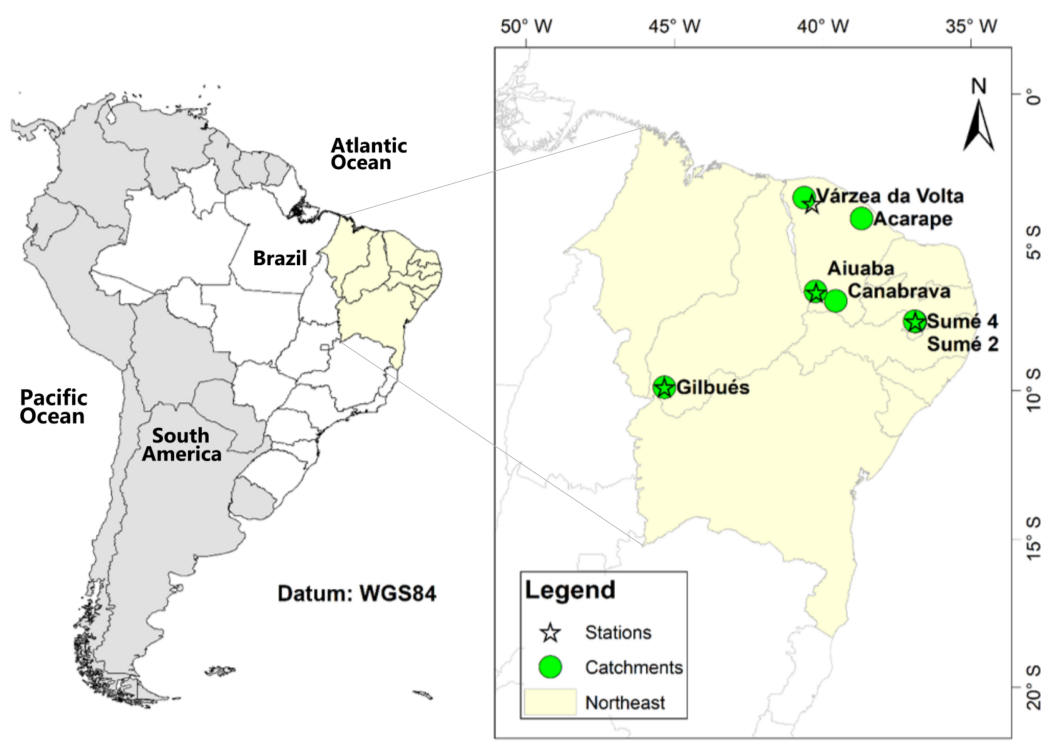 Atlantic
Ocean
Brazil
Pacific
Ocean
South
America
Datum: WGS84
50° W
45° W
40° W
35° W
N
0°
5°S
10°S
15°S
20°S
Várzea da Volta
Acarape
Aiuaba
Canabrava
Sumé 4
Sumé 2
Gilbués
Legend
Stations
Catchments
Northeast